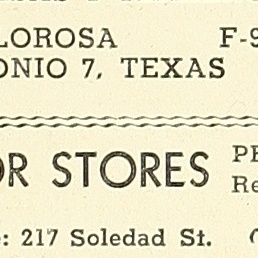 LOROSA F-9
ONIO 7, TEXAS
OR STORES PE
Re
: 217 Soledad St.